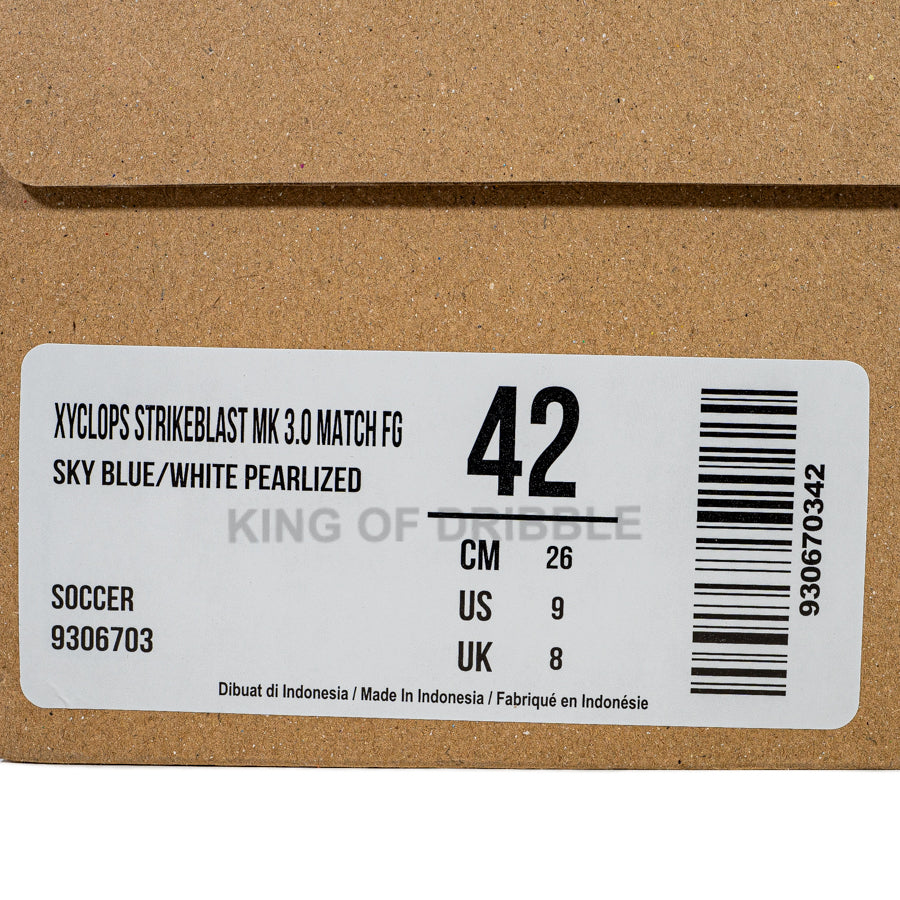 XYCLOPS STRIKEBLAST MK 3.0 MATCH FG
SKY BLUE/WHITE PEARLIZED
42
KING OF DRIBBLE
CM 26
US 9
UK 8
SOCCER
9306703
Dibuat di Indonesia / Made In Indonesia / Fabriqué en Indonésie
930670342